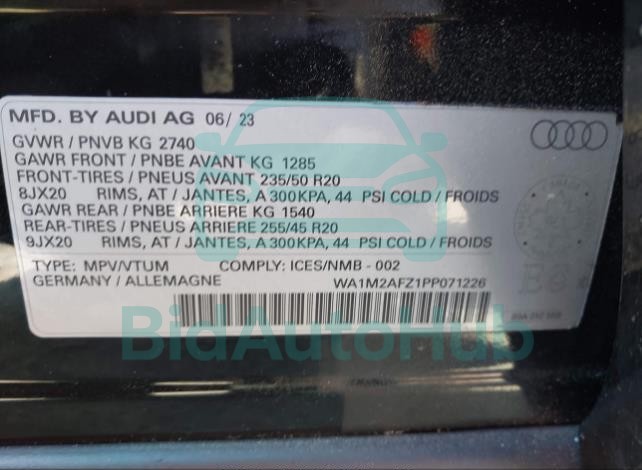 MFD. BY AUDI AG 06/ 23
GVWR / PNVB KG 2740
GAWR FRONT / PNBE AVANT KG 1285
FRONT-TIRES / PNEUS AVANT 235/50 R20
8JX20 RIMS, AT / JANTES, A 300KPA, 44 PSI COLD / FROIDS
GAWR REAR / PNBE ARRIERE KG 1540
REAR-TIRES / PNEUS ARRIERE 255/45 R20
9JX20 RIMS, AT / JANTES, A 300KPA, 44 PSI COLD / FROIDS
TYPE: MPV/VTUM COMPLY: ICES/NMB - 002
GERMANY / ALLEMAGNE WA1M2AFZ1PP071226
BidAutoHub